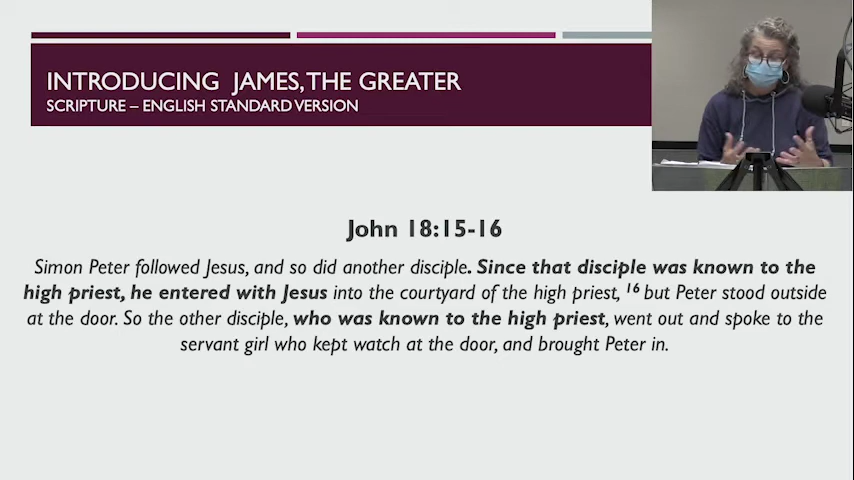 INTRODUCING JAMES, THE GREATER
SCRIPTURE – ENGLISH STANDARD VERSION
John 18:15-16
Simon Peter followed Jesus, and so did another disciple. Since that disciple was known to the
high priest, he entered with Jesus into the courtyard of the high priest, 16 but Peter stood outside
at the door. So the other disciple, who was known to the high priest, went out and spoke to the
servant girl who kept watch at the door, and brought Peter in.